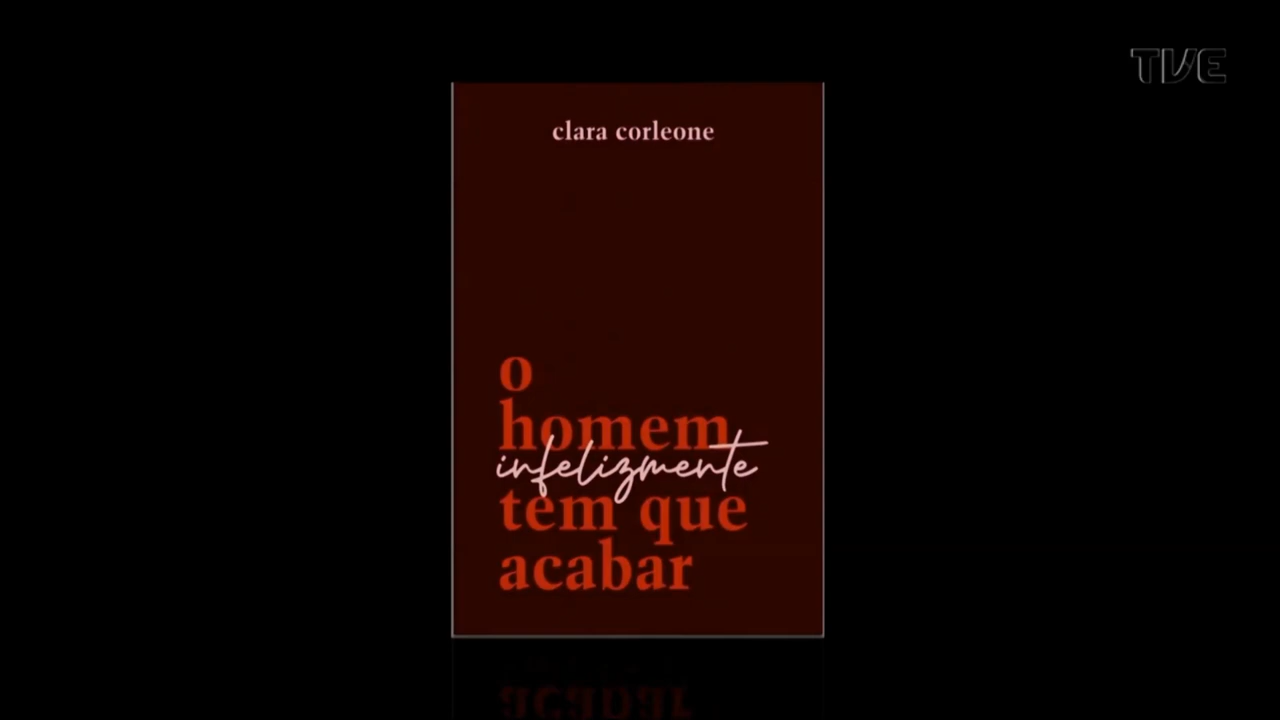 TVE
clara corleone
o
homem
infelizmente
tem que
acabar